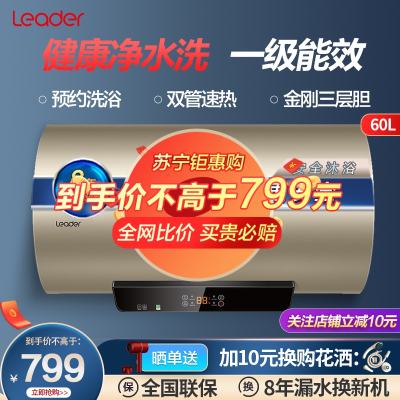 Leader
健康净水洗 一级能效
预约洗浴 双管速热 金刚三层胆
60L
安全沐浴
苏宁钜惠购
到手价不高于799元
全网比价 买贵必赔
Leader
88
关注店铺立减10元
到手价不高于:
¥799
立即抢购>
晒单送
加10元换购花洒:
保 全国联保
换 8年漏水换新机